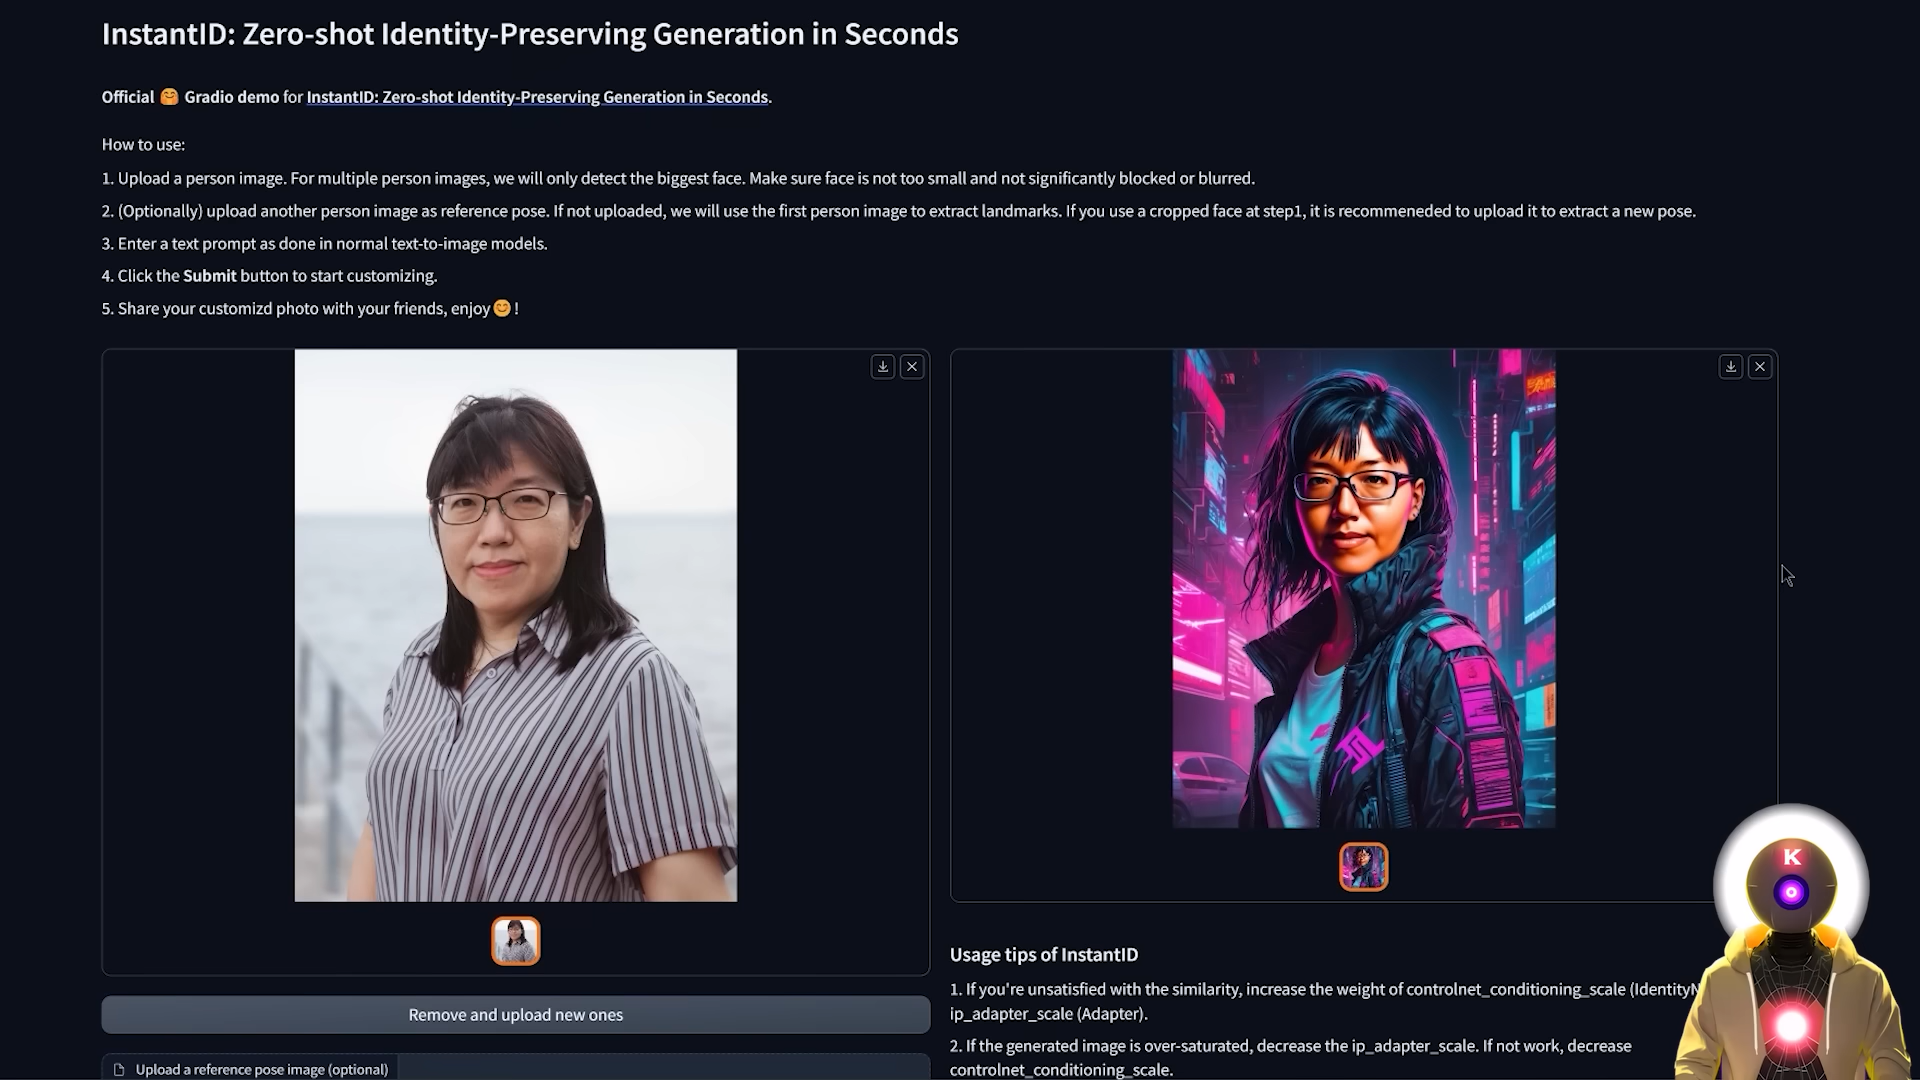 InstantID: Zero-shot Identity-Preserving Generation in Seconds
Official 🤗 Gradio demo for InstantID: Zero-shot Identity-Preserving Generation in Seconds.
How to use:
1. Upload a person image. For multiple person images, we will only detect the biggest face. Make sure face is not too small and not significantly blocked or blurred.
2. (Optionally) upload another person image as reference pose. If not uploaded, we will use the first person image to extract landmarks. If you use a cropped face at step1, it is recommeneded to upload it to extract a new pose.
3. Enter a text prompt as done in normal text-to-image models.
4. Click the Submit button to start customizing.
5. Share your customizd photo with your friends, enjoy😊!
Remove and upload new ones
Upload a reference pose image (optional)
Usage tips of InstantID
1. If you're unsatisfied with the similarity, increase the weight of controlnet_conditioning_scale
ip_adapter_scale (Adapter).
2. If the generated image is over-saturated, decrease the ip_adapter_scale. If not work, decrease
controlnet_conditioning_scale.
K